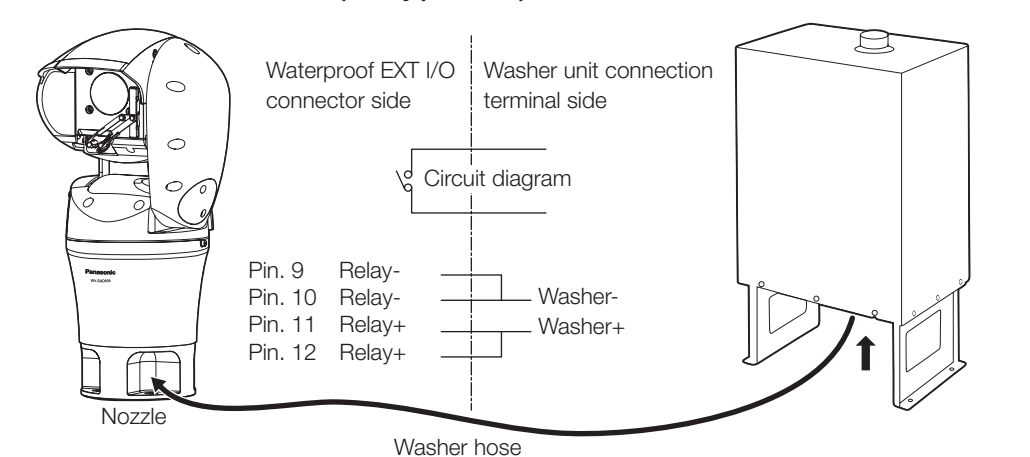 Waterproof EXT I/O
connector side
Washer unit connection
terminal side
Circuit diagram
Panasonic
Pin. 9 Relay-
Pin. 10 Relay-
Pin. 11 Relay+
Pin. 12 Relay+
Washer-
Washer+
Nozzle
Washer hose